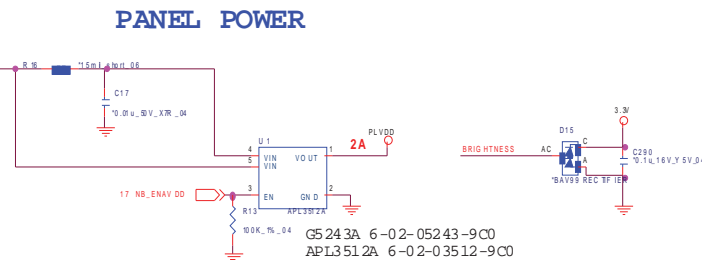 PANEL POWER
R16
*15mil_short_06
C17
*0.01u_50V_X7R_04
U1
4
VIN
5
VIN
VOUT
1
2A
PLVDD
17 NB_ENAVDD
3
EN
GND
2
APL3512A
R13
100K_1%_04
G5243A 6-02-05243-9C0
APL3512A 6-02-03512-9C0
BRIGHTNESS
AC
D15
C
A
*BAV99 RECTIFIER
3.3V
C290
*0.1u_16V_Y5V_04